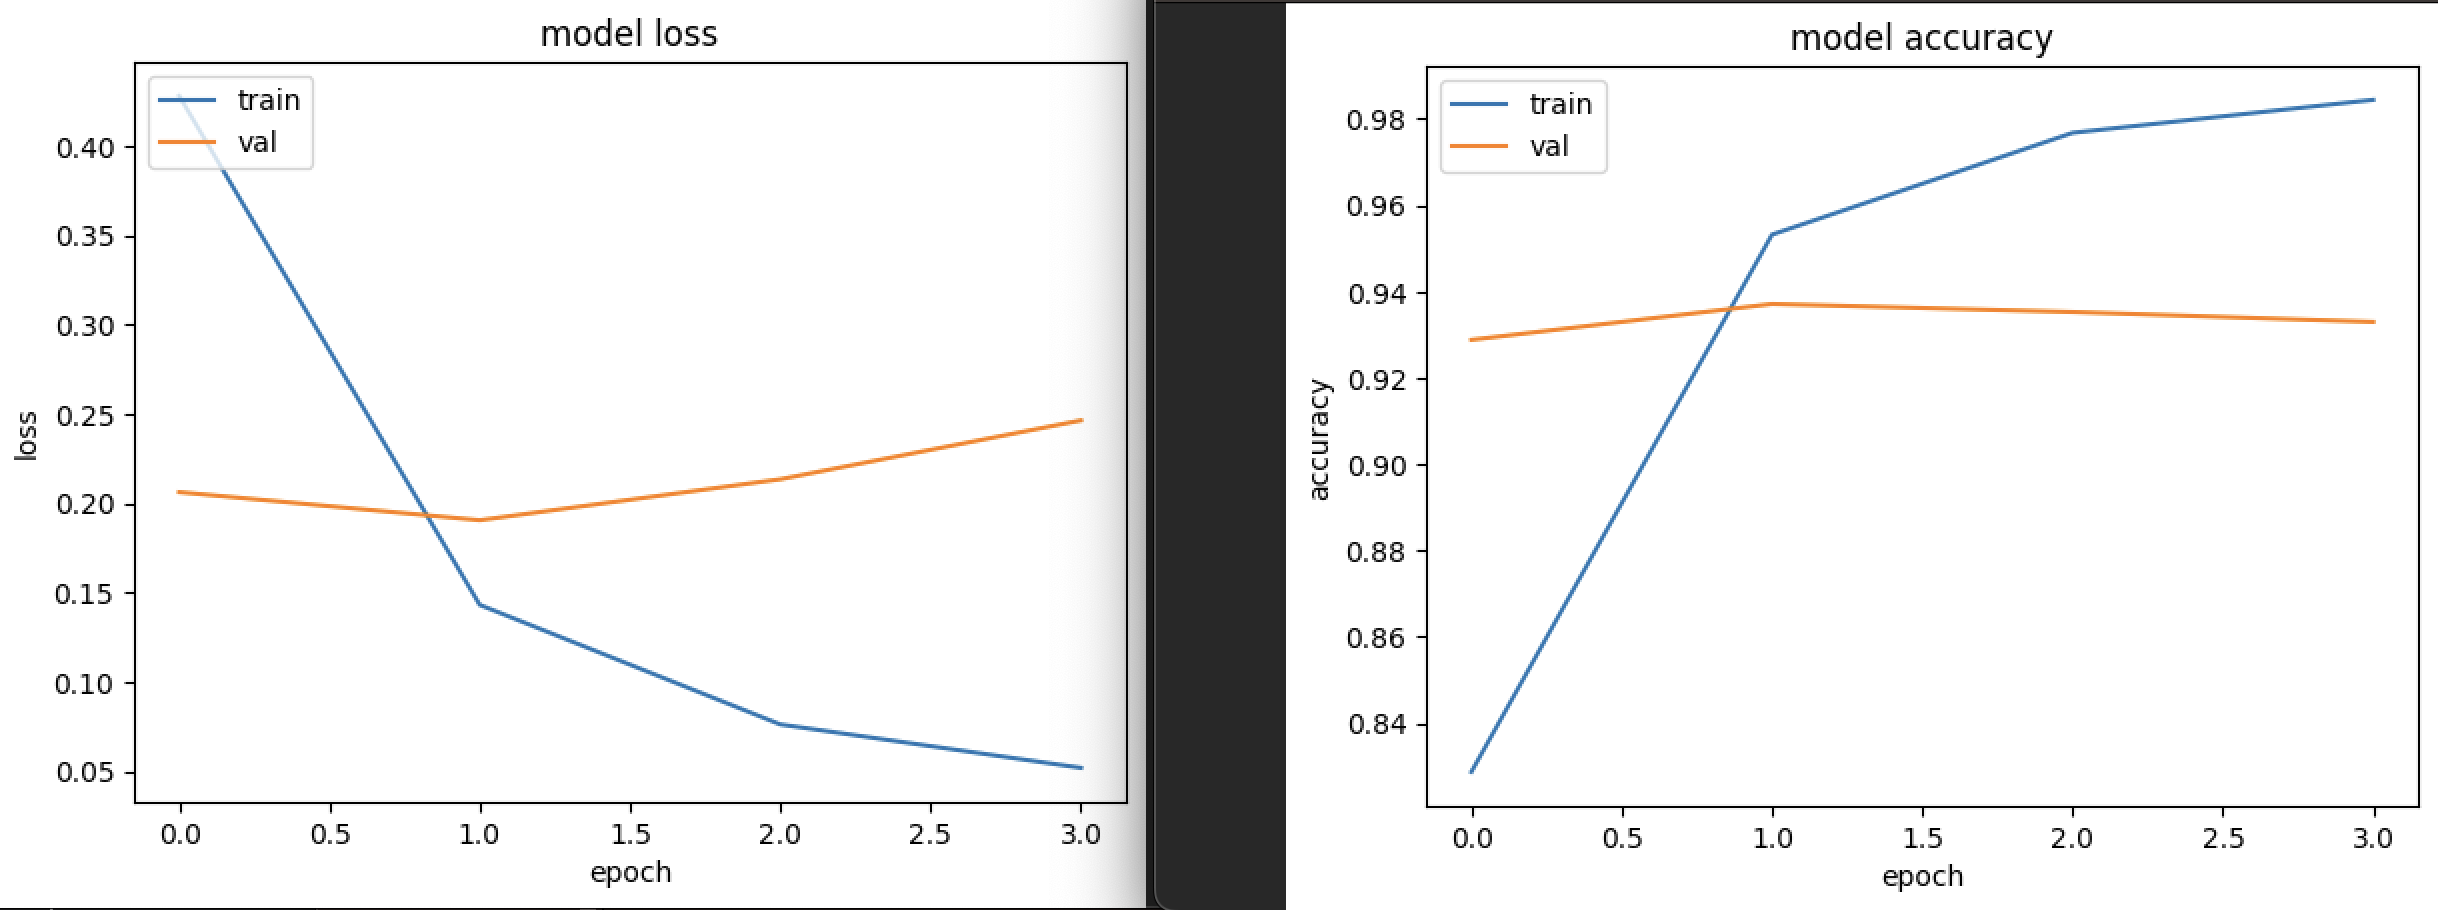 model loss
train
val
0.40
0.35
0.30
0.25
0.20
0.15
0.10
0.05
loss
0.0 0.5 1.0 1.5 2.0 2.5 3.0
epoch
model accuracy
train
val
0.98
0.96
0.94
0.92
0.90
0.88
0.86
0.84
accuracy
0.0 0.5 1.0 1.5 2.0 2.5 3.0
epoch